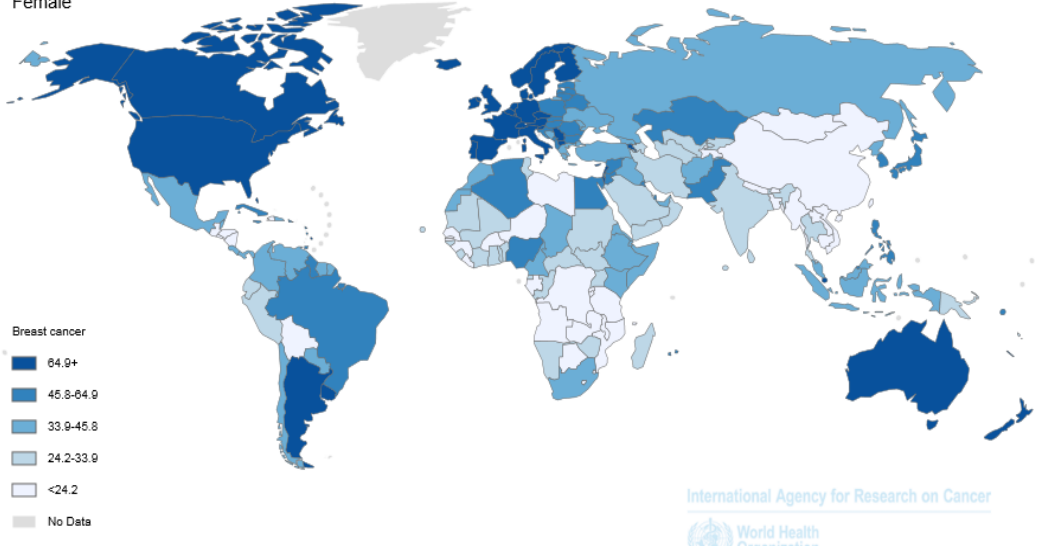 Female
Breast cancer
64.9+
45.8-64.9
33.9-45.8
24.2-33.9
<24.2
No Data
International Agency for Research on Cancer
World Health
Organization